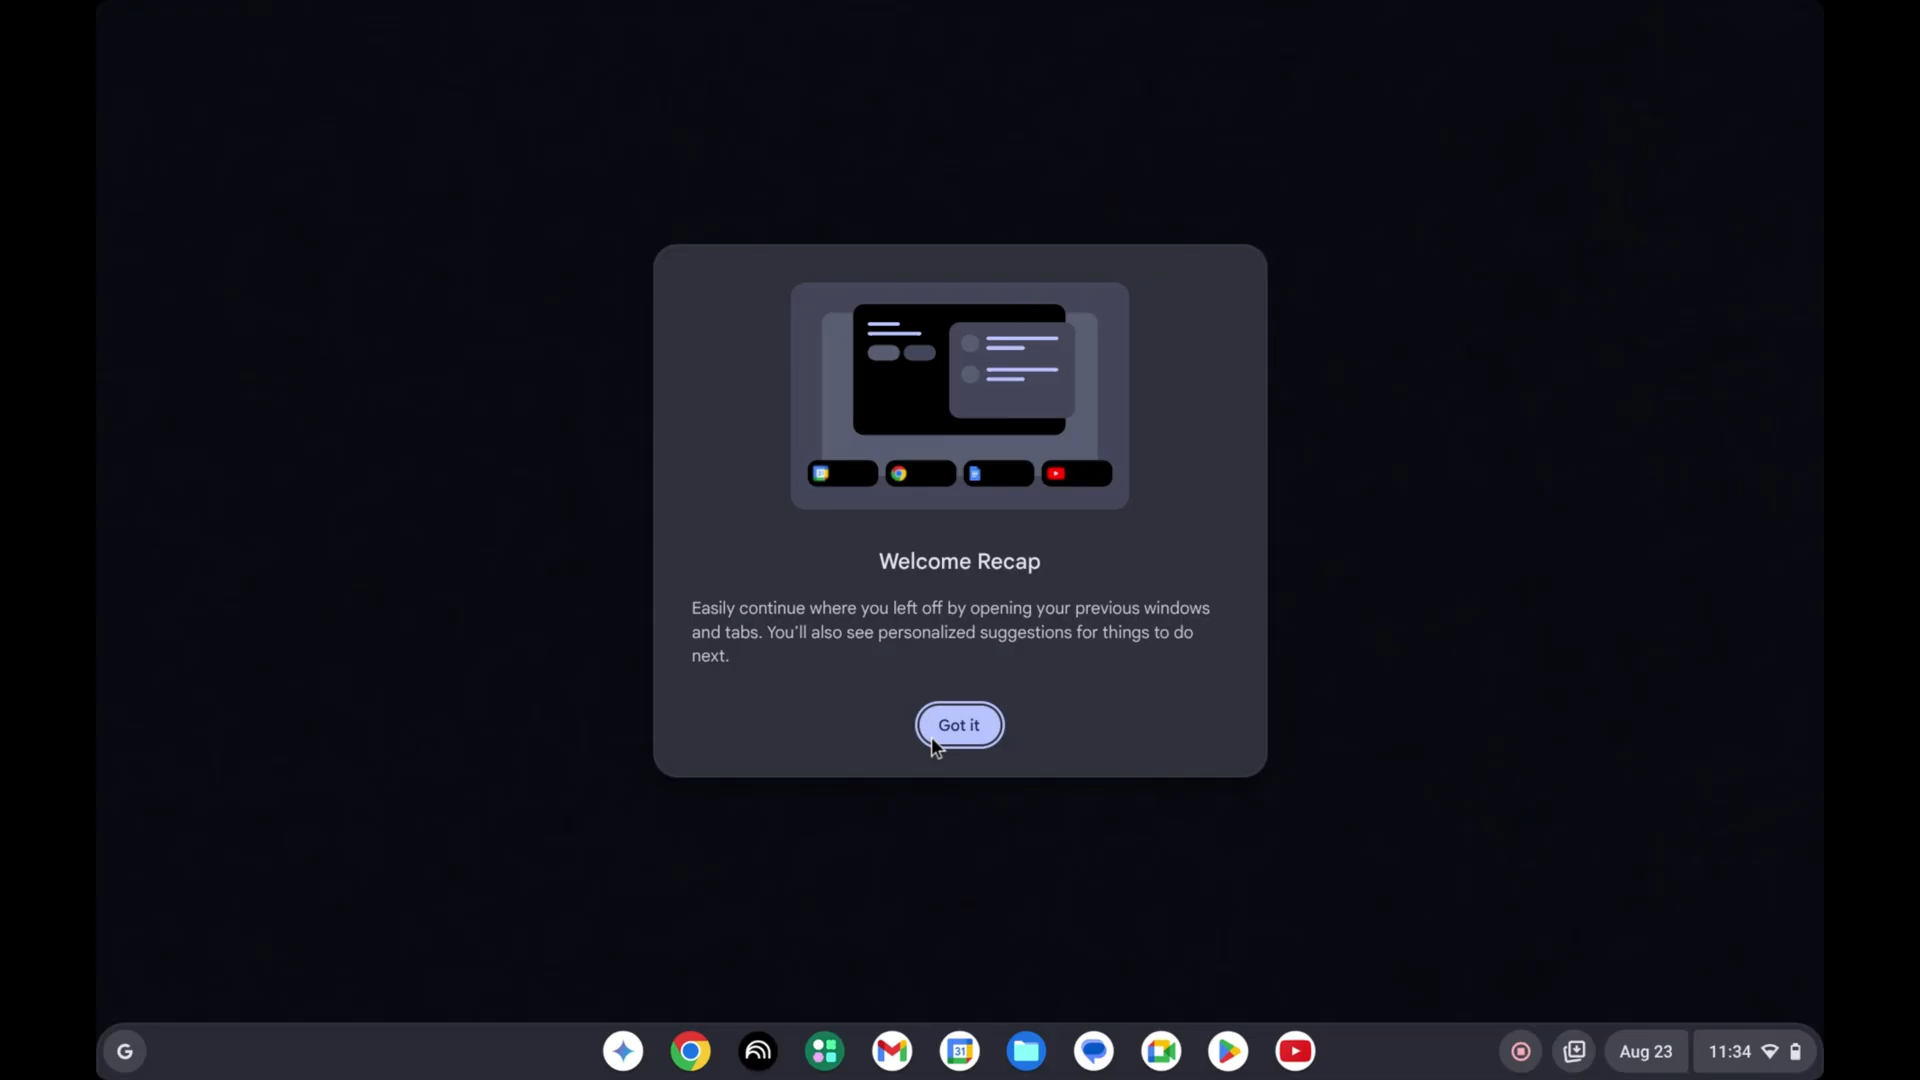 Welcome Recap
Easily continue where you left off by opening your previous windows
and tabs. You'll also see personalized suggestions for things to do
next.
Got it
G
31
Aug 23
11:34